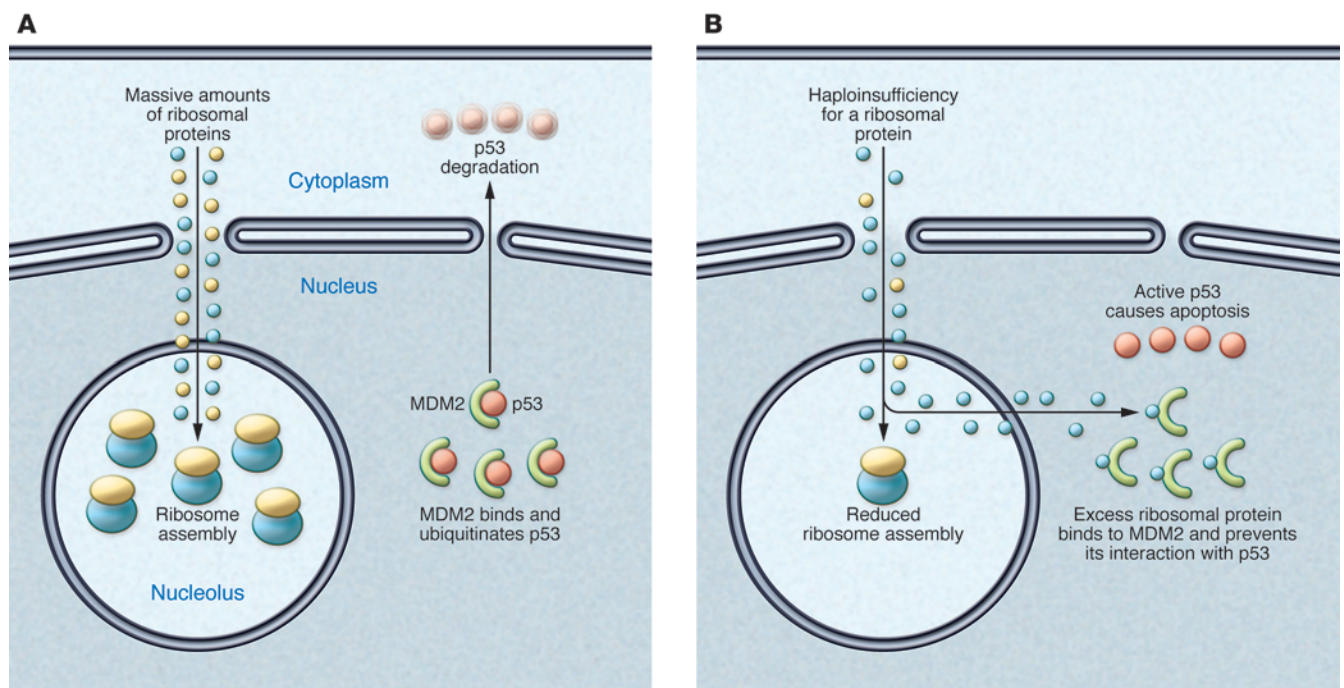 A
Massive amounts
of ribosomal
proteins
p53
degradation
Cytoplasm
Nucleus
MDM2
p53
MDM2 binds and
ubiquitinates p53
Ribosome
assembly
Nucleolus
B
Haploinsufficiency
for a ribosomal
protein
Active p53
causes apoptosis
Reduced
ribosome assembly
Excess ribosomal protein
binds to MDM2 and prevents
its interaction with p53